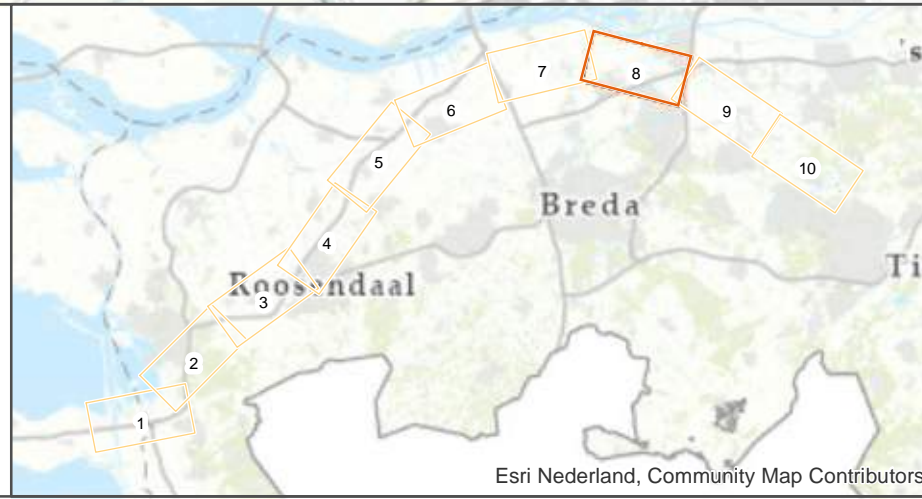 's
7
8
6
9
5
10
Breda
4
Ti
Roosendaal
3
2
1
Esri Nederland, Community Map Contributors